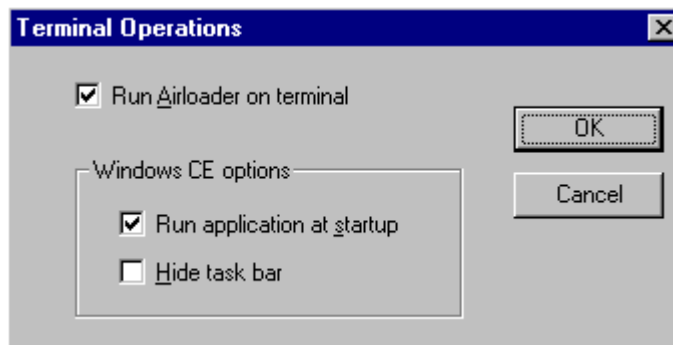 Terminal Operations
Run Airloader on terminal
OK
Windows CE options
Cancel
Run application at startup
Hide task bar